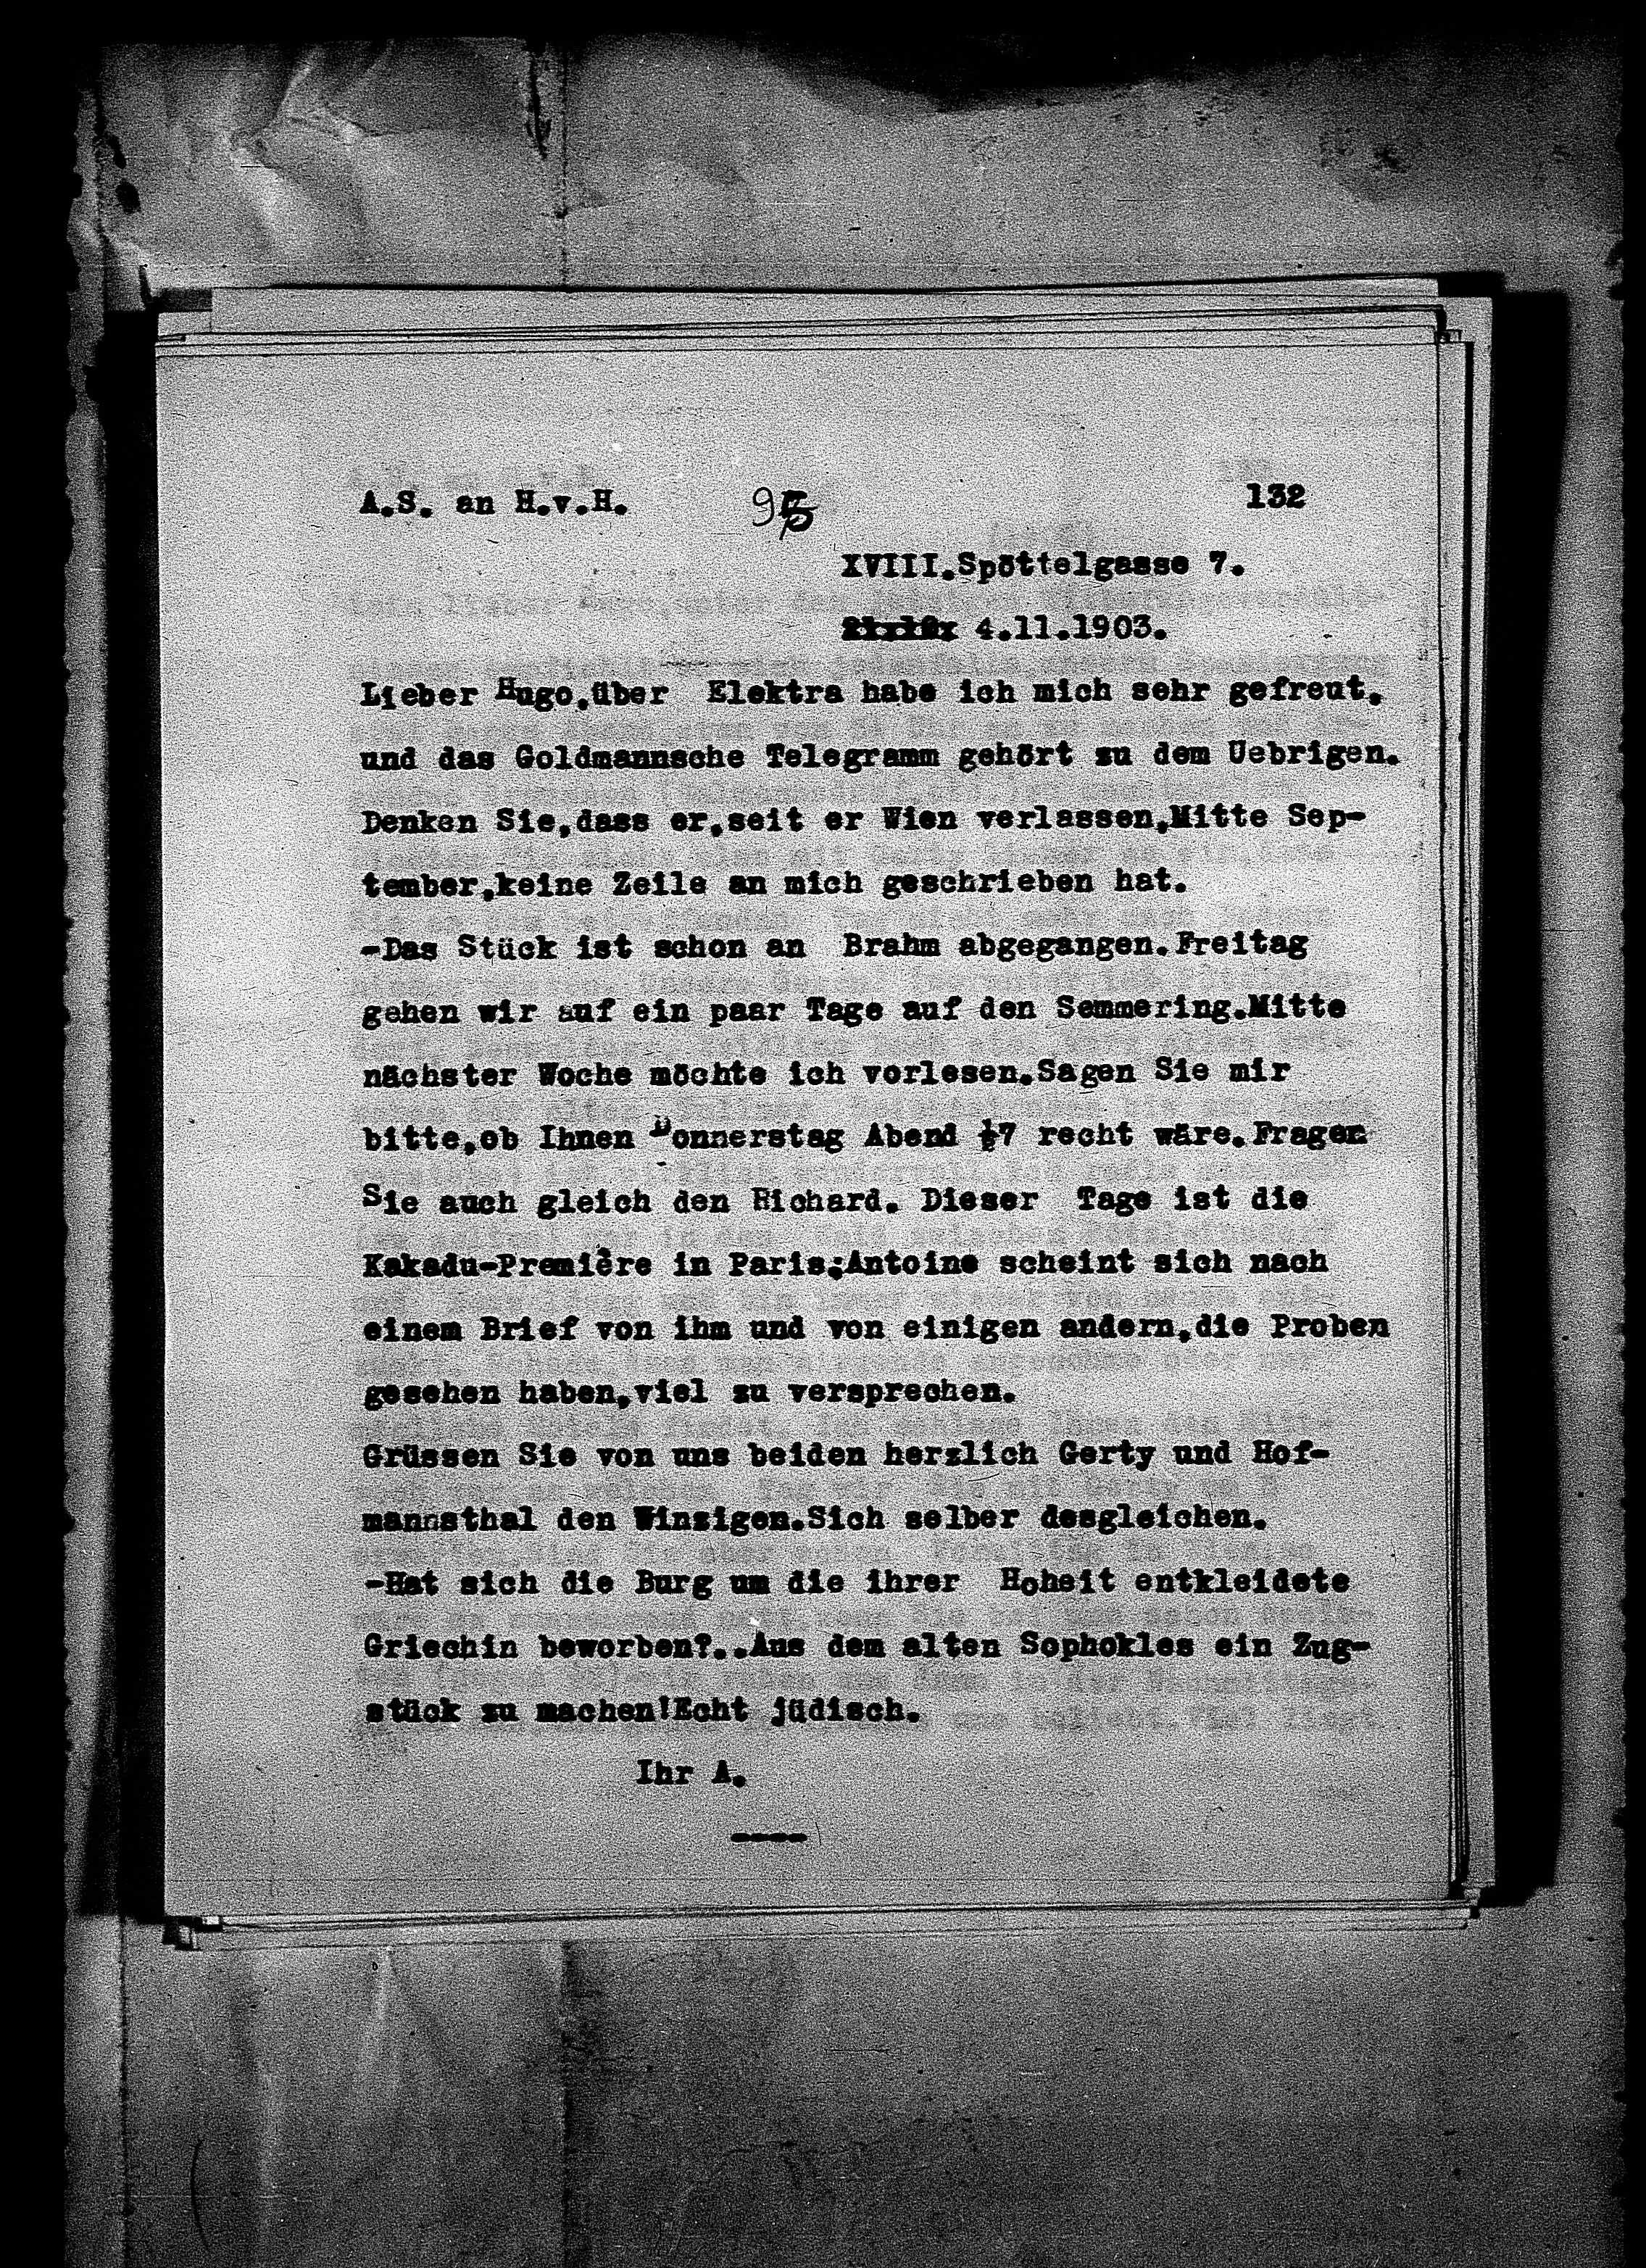 A.S. an H.v.H. 95 132
XVIII.Spöttelgasse 7.
4.11.1903.
Lieber Hugo,über Elektra habe ich mich sehr gefreut.
und das Goldmannsche Telegramm gehört zu dem Uebrigen.
Denken Sie,dass er,seit er Wien verlassen,Mitte Sep-
tember,keine Zeile an mich geschrieben hat.
-Das Stück ist schon an Brahm abgegangen.Freitag
gehen wir auf ein paar Tage auf den Semmering.Mitte
nächster Woche möchte ich vorlesen.Sagen Sie mir
bitte,ob Ihnen Donnerstag Abend ½7 recht wäre.Fragen
Sie auch gleich den Richard. Dieser Tage ist die
Kakadu-Première in Paris;Antoine scheint sich nach
einem Brief von ihm und von einigen andern,die Proben
gesehen haben,viel zu versprechen.
Grüssen Sie von uns beiden herzlich Gerty und Hof-
mannsthal den Winzigen.Sich selber desgleichen.
-Hat sich die Burg um die ihrer Hoheit entkleidete
Griechin beworben?..Aus dem alten Sophokles ein Zug-
stück zu machen!Echt jüdisch.
Ihr A.